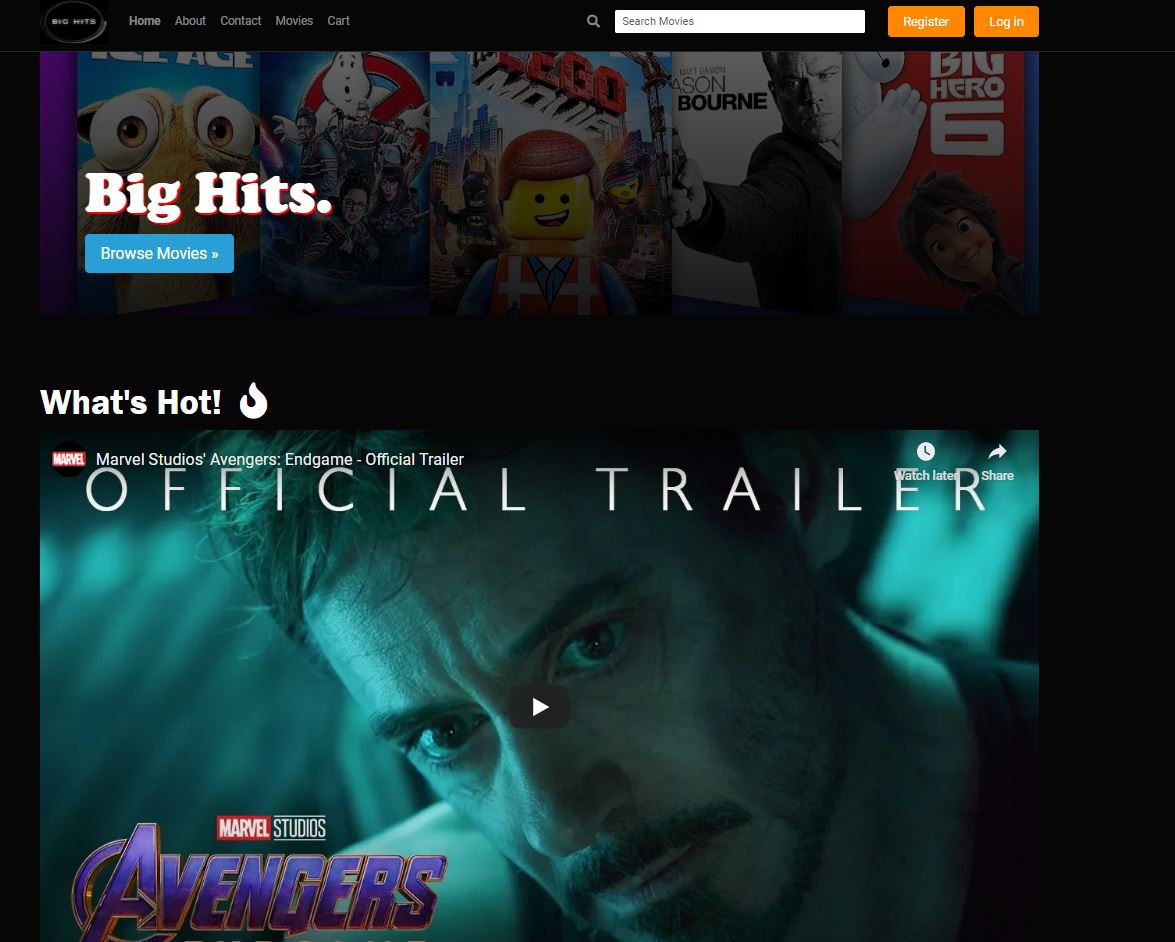 BIG HITS
Home About Contact Movies Cart
Search Movies
Register Log in
ICE AGE
LEGO
MOVIE
MATT DAMON
JASON
BOURNE
BIG
HERO
6
Big Hits.
Browse Movies »
What's Hot!
MARVEL Marvel Studios' Avengers: Endgame - Official Trailer
Watch later Share
OFFICIAL TRAILER
MARVEL STUDIOS
AVENGERS